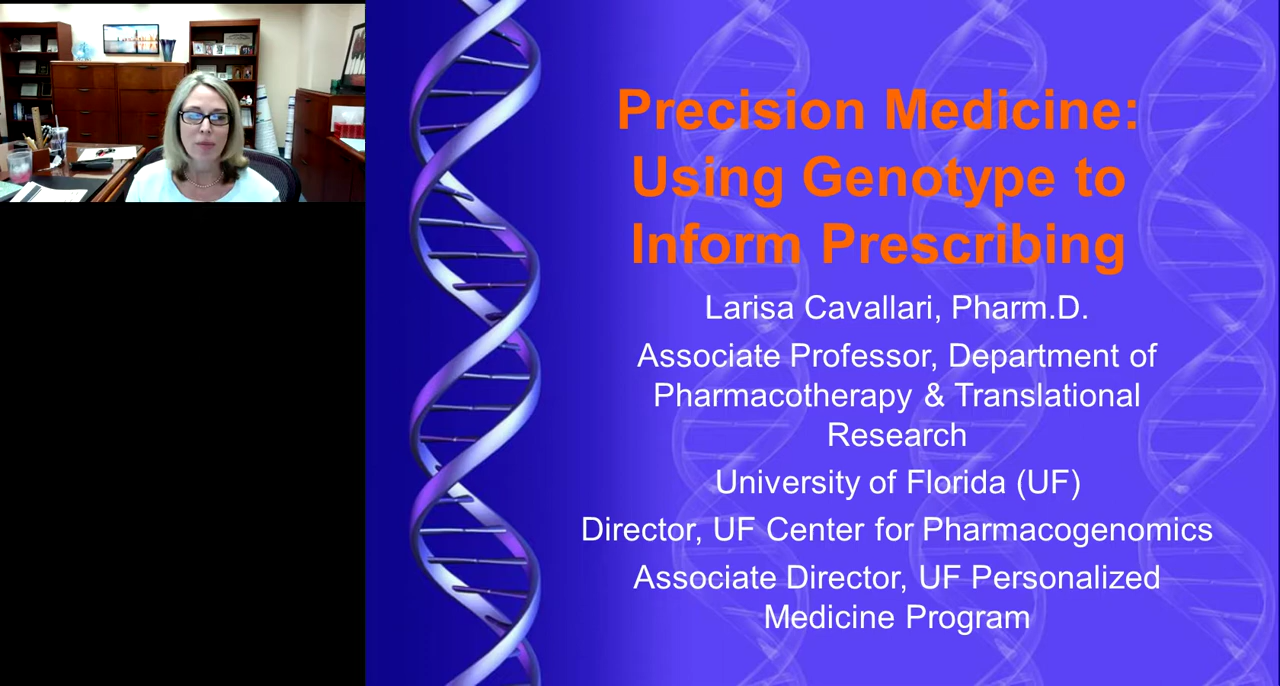 Precision Medicine:
Using Genotype to
Inform Prescribing
Larisa Cavallari, Pharm.D.
Associate Professor, Department of
Pharmacotherapy & Translational
Research
University of Florida (UF)
Director, UF Center for Pharmacogenomics
Associate Director, UF Personalized
Medicine Program